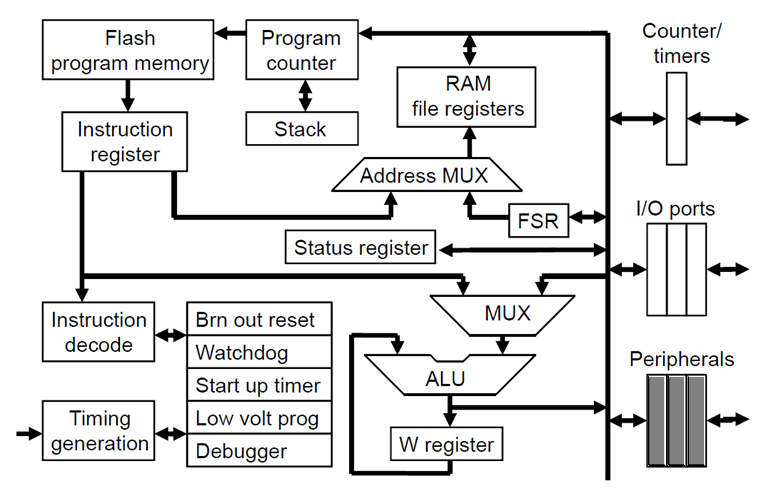 Flash
program memory
Program
counter
Counter/
timers
RAM
file registers
Instruction
register
Stack
Address MUX
I/O ports
FSR
Status register
Instruction
decode
Brn out reset
Watchdog
Start up timer
Low volt prog
Debugger
MUX
ALU
Peripherals
Timing
generation
W register